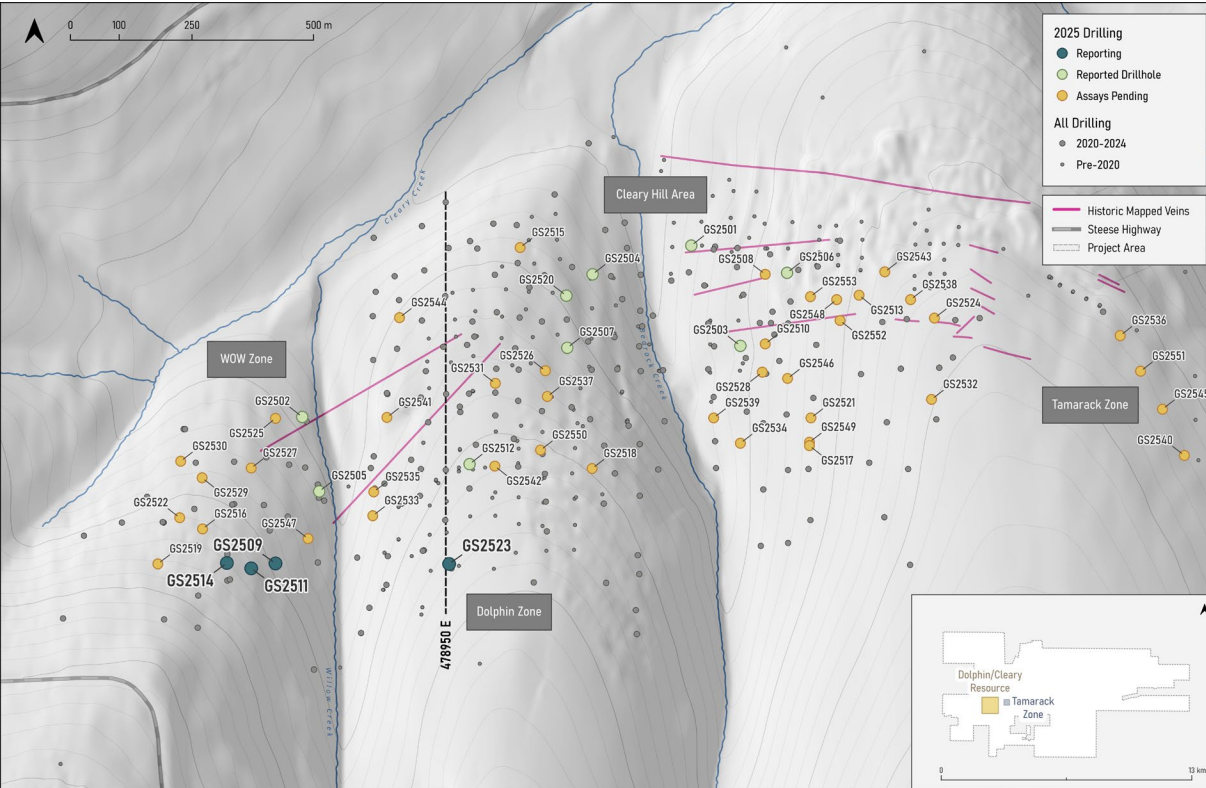 0 100 250 500 m
2025 Drilling
Reporting
Reported Drillhole
Assays Pending
All Drilling
2020-2024
Pre-2020
Historic Mapped Veins
Steese Highway
Project Area
Cleary Creek
Cleary Hill Area
GS2501
GS2515
GS2504
GS2508
GS2506
GS2543
GS2520
GS2553
GS2538
GS2544
GS2548
GS2513
GS2524
GS2507
GS2503
GS2510
GS2552
GS2536
WOW Zone
GS2526
GS2531
GS2546
GS2551
GS2537
GS2528
GS2532
GS2502
GS2541
GS2539
GS2521
Tamarack Zone
GS2545
GS2525
GS2534
GS2549
GS2540
GS2530
GS2527
GS2512
GS2550
GS2518
GS2517
GS2505
GS2535
GS2542
GS2529
GS2533
GS2522
GS2516
GS2547
GS2519
GS2509
GS2523
GS2514
GS2511
Dolphin Zone
478950 E
Willow Creek
Dolphin/Cleary
Resource
Tamarack
Zone
0 13 km